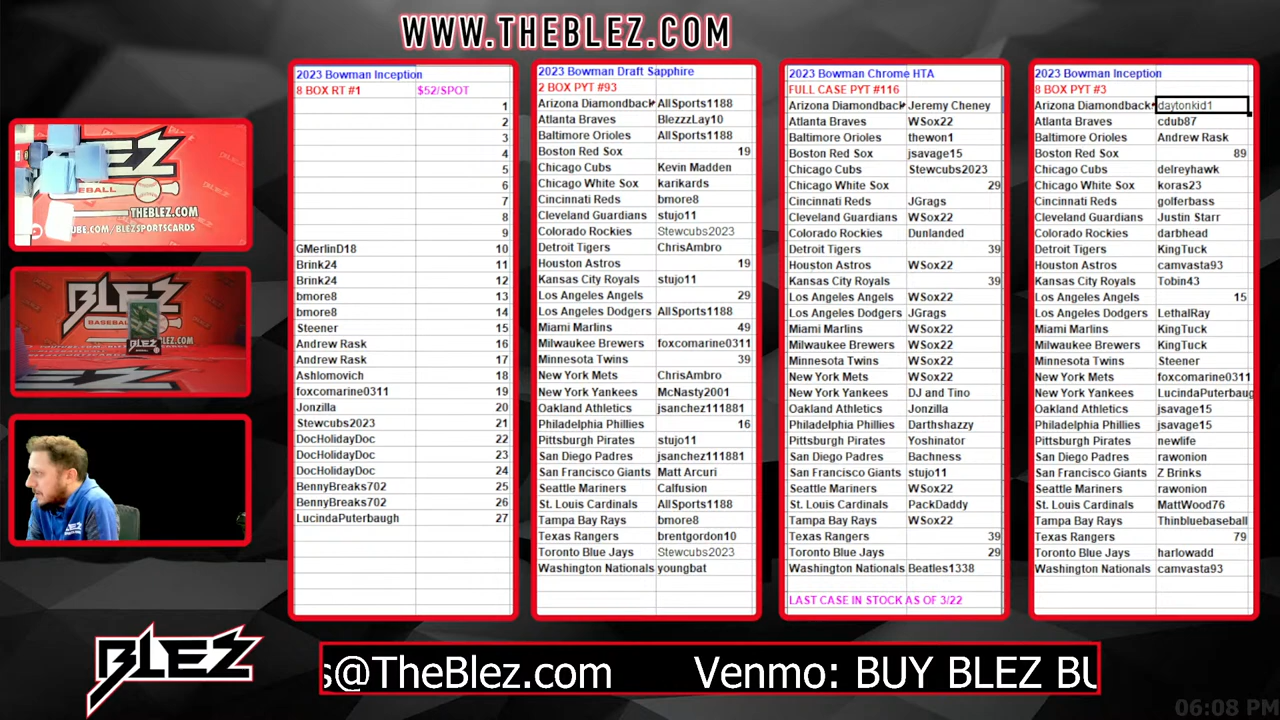 WWW.THEBLEZ.COM
BLEZ
BASEBALL
THEBLEZ.COM
UBE.COM/BLEZSPORTSCARDS
BLEZ
BASEBALL
BLEZ
2023 Bowman Inception
8 BOX RT #1 $52/SPOT
1
2
3
4
5
6
7
8
9
GMerlinD18 10
Brink24 11
Brink24 12
bmore8 13
bmore8 14
Steener 15
Andrew Rask 16
Andrew Rask 17
Ashlomovich 18
foxcomarine0311 19
Jonzilla 20
Stewcubs2023 21
DocHolidayDoc 22
DocHolidayDoc 23
DocHolidayDoc 24
BennyBreaks702 25
BennyBreaks702 26
LucindaPuterbaugh 27
2023 Bowman Draft Sapphire
2 BOX PYT #93
Arizona Diamondback AllSports1188
Atlanta Braves BlezzzLay10
Baltimore Orioles AllSports1188
Boston Red Sox 19
Chicago Cubs Kevin Madden
Chicago White Sox karikards
Cincinnati Reds bmore8
Cleveland Guardians stujo11
Colorado Rockies Stewcubs2023
Detroit Tigers ChrisAmbro
Houston Astros 19
Kansas City Royals stujo11
Los Angeles Angels 29
Los Angeles Dodgers AllSports1188
Miami Marlins 49
Milwaukee Brewers foxcomarine0311
Minnesota Twins 39
New York Mets ChrisAmbro
New York Yankees McNasty2001
Oakland Athletics jsanchez111881
Philadelphia Phillies 16
Pittsburgh Pirates stujo11
San Diego Padres jsanchez111881
San Francisco Giants Matt Arcuri
Seattle Mariners Calfusion
St. Louis Cardinals AllSports1188
Tampa Bay Rays bmore8
Texas Rangers brentgordon10
Toronto Blue Jays Stewcubs2023
Washington Nationals youngbat
2023 Bowman Chrome HTA
FULL CASE PYT #116
Arizona Diamondback Jeremy Cheney
Atlanta Braves WSox22
Baltimore Orioles thewon1
Boston Red Sox jsavage15
Chicago Cubs Stewcubs2023
Chicago White Sox 29
Cincinnati Reds JGrags
Cleveland Guardians WSox22
Colorado Rockies Dunlanded
Detroit Tigers 39
Houston Astros WSox22
Kansas City Royals 39
Los Angeles Angels WSox22
Los Angeles Dodgers JGrags
Miami Marlins WSox22
Milwaukee Brewers WSox22
Minnesota Twins WSox22
New York Mets WSox22
New York Yankees DJ and Tino
Oakland Athletics Jonzilla
Philadelphia Phillies Darthshazzy
Pittsburgh Pirates Yoshinator
San Diego Padres Bachness
San Francisco Giants stujo11
Seattle Mariners WSox22
St. Louis Cardinals PackDaddy
Tampa Bay Rays WSox22
Texas Rangers 39
Toronto Blue Jays 29
Washington Nationals Beatles1338
LAST CASE IN STOCK AS OF 3/22
2023 Bowman Inception
8 BOX PYT #3
Arizona Diamondback daytonkid1
Atlanta Braves cdub87
Baltimore Orioles Andrew Rask
Boston Red Sox 89
Chicago Cubs delreyhawk
Chicago White Sox koras23
Cincinnati Reds golferbass
Cleveland Guardians Justin Starr
Colorado Rockies darbhead
Detroit Tigers KingTuck
Houston Astros camvasta93
Kansas City Royals Tobin43
Los Angeles Angels 15
Los Angeles Dodgers LethalRay
Miami Marlins KingTuck
Milwaukee Brewers KingTuck
Minnesota Twins Steener
New York Mets foxcomarine0311
New York Yankees LucindaPuterbaug
Oakland Athletics jsavage15
Philadelphia Phillies jsavage15
Pittsburgh Pirates newlife
San Diego Padres rawonion
San Francisco Giants Z Brinks
Seattle Mariners rawonion
St. Louis Cardinals MattWood76
Tampa Bay Rays Thinbluebaseball
Texas Rangers 79
Toronto Blue Jays harlowadd
Washington Nationals camvasta93
BLEZ
s@TheBlez.com Venmo: BUY BLEZ BU
06:08 PM